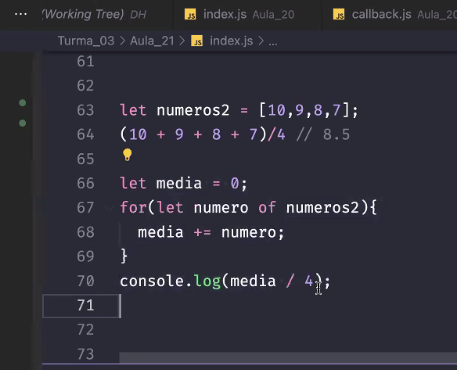 ... (Working Tree) DH JS index.js Aula_20 JS callback.js Aula_20
Turma_03 > Aula_21 > JS index.js > ...
61
62
63 let numeros2 = [10,9,8,7];
64 (10 + 9 + 8 + 7)/4 // 8.5
65
66 let media = 0;
67 for(let numero of numeros2){
68 media += numero;
69 }
70 console.log(media / 4);
71
72
73